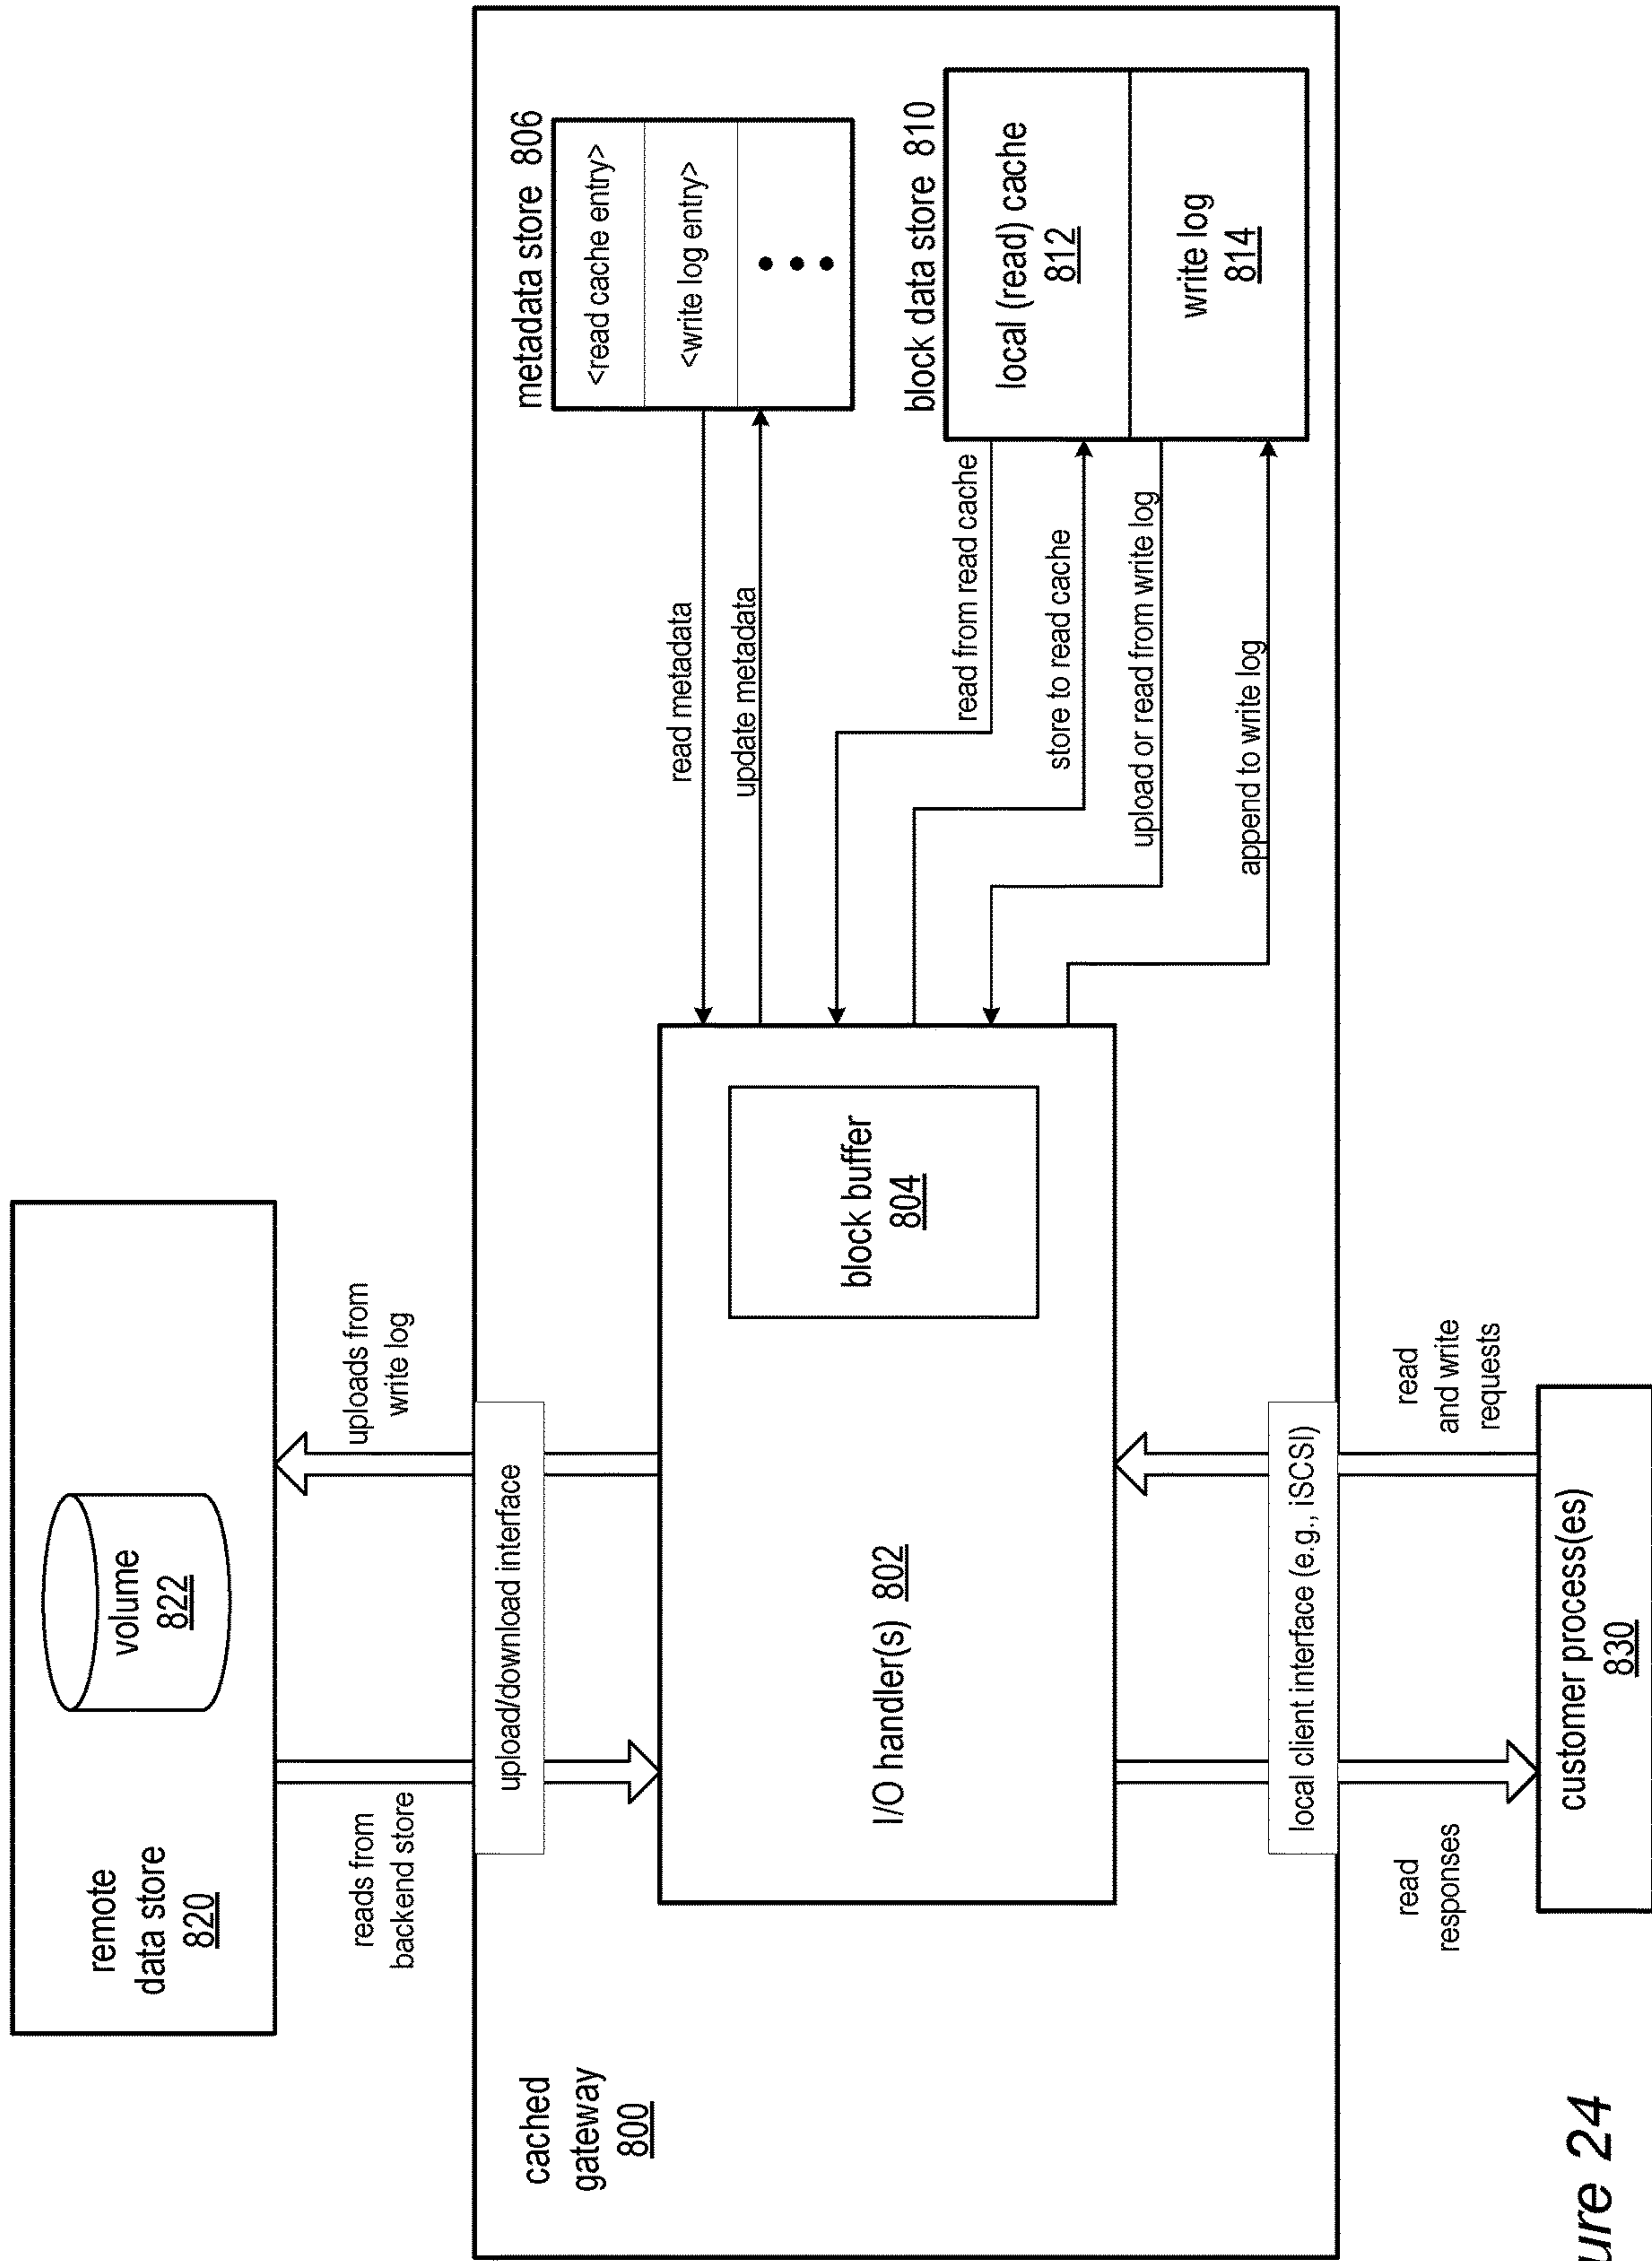 remote
data store
820
volume
822
reads from
backend store
uploads from
write log
cached
gateway
800
upload/download interface
I/O handler(s) 802
block buffer
804
read metadata
update metadata
read from read cache
store to read cache
upload or read from write log
append to write log
metadata store 806
<read cache entry>
<write log entry>
block data store 810
local (read) cache
812
write log
814
local client interface (e.g., iSCSI)
read
responses
read
and write
requests
customer process(es)
830
ure 24